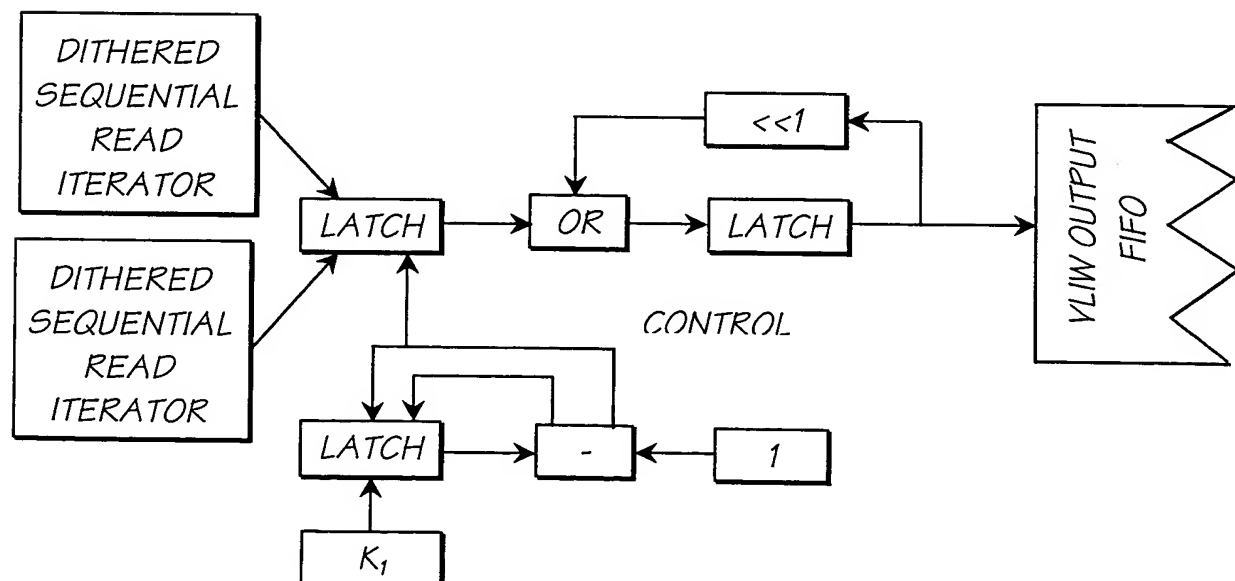 DITHERED
SEQUENTIAL
READ
ITERATOR
<<1
LATCH
OR
LATCH
VLIW OUTPUT
FIFO
DITHERED
SEQUENTIAL
READ
ITERATOR
CONTROL
LATCH
-
1
K₁